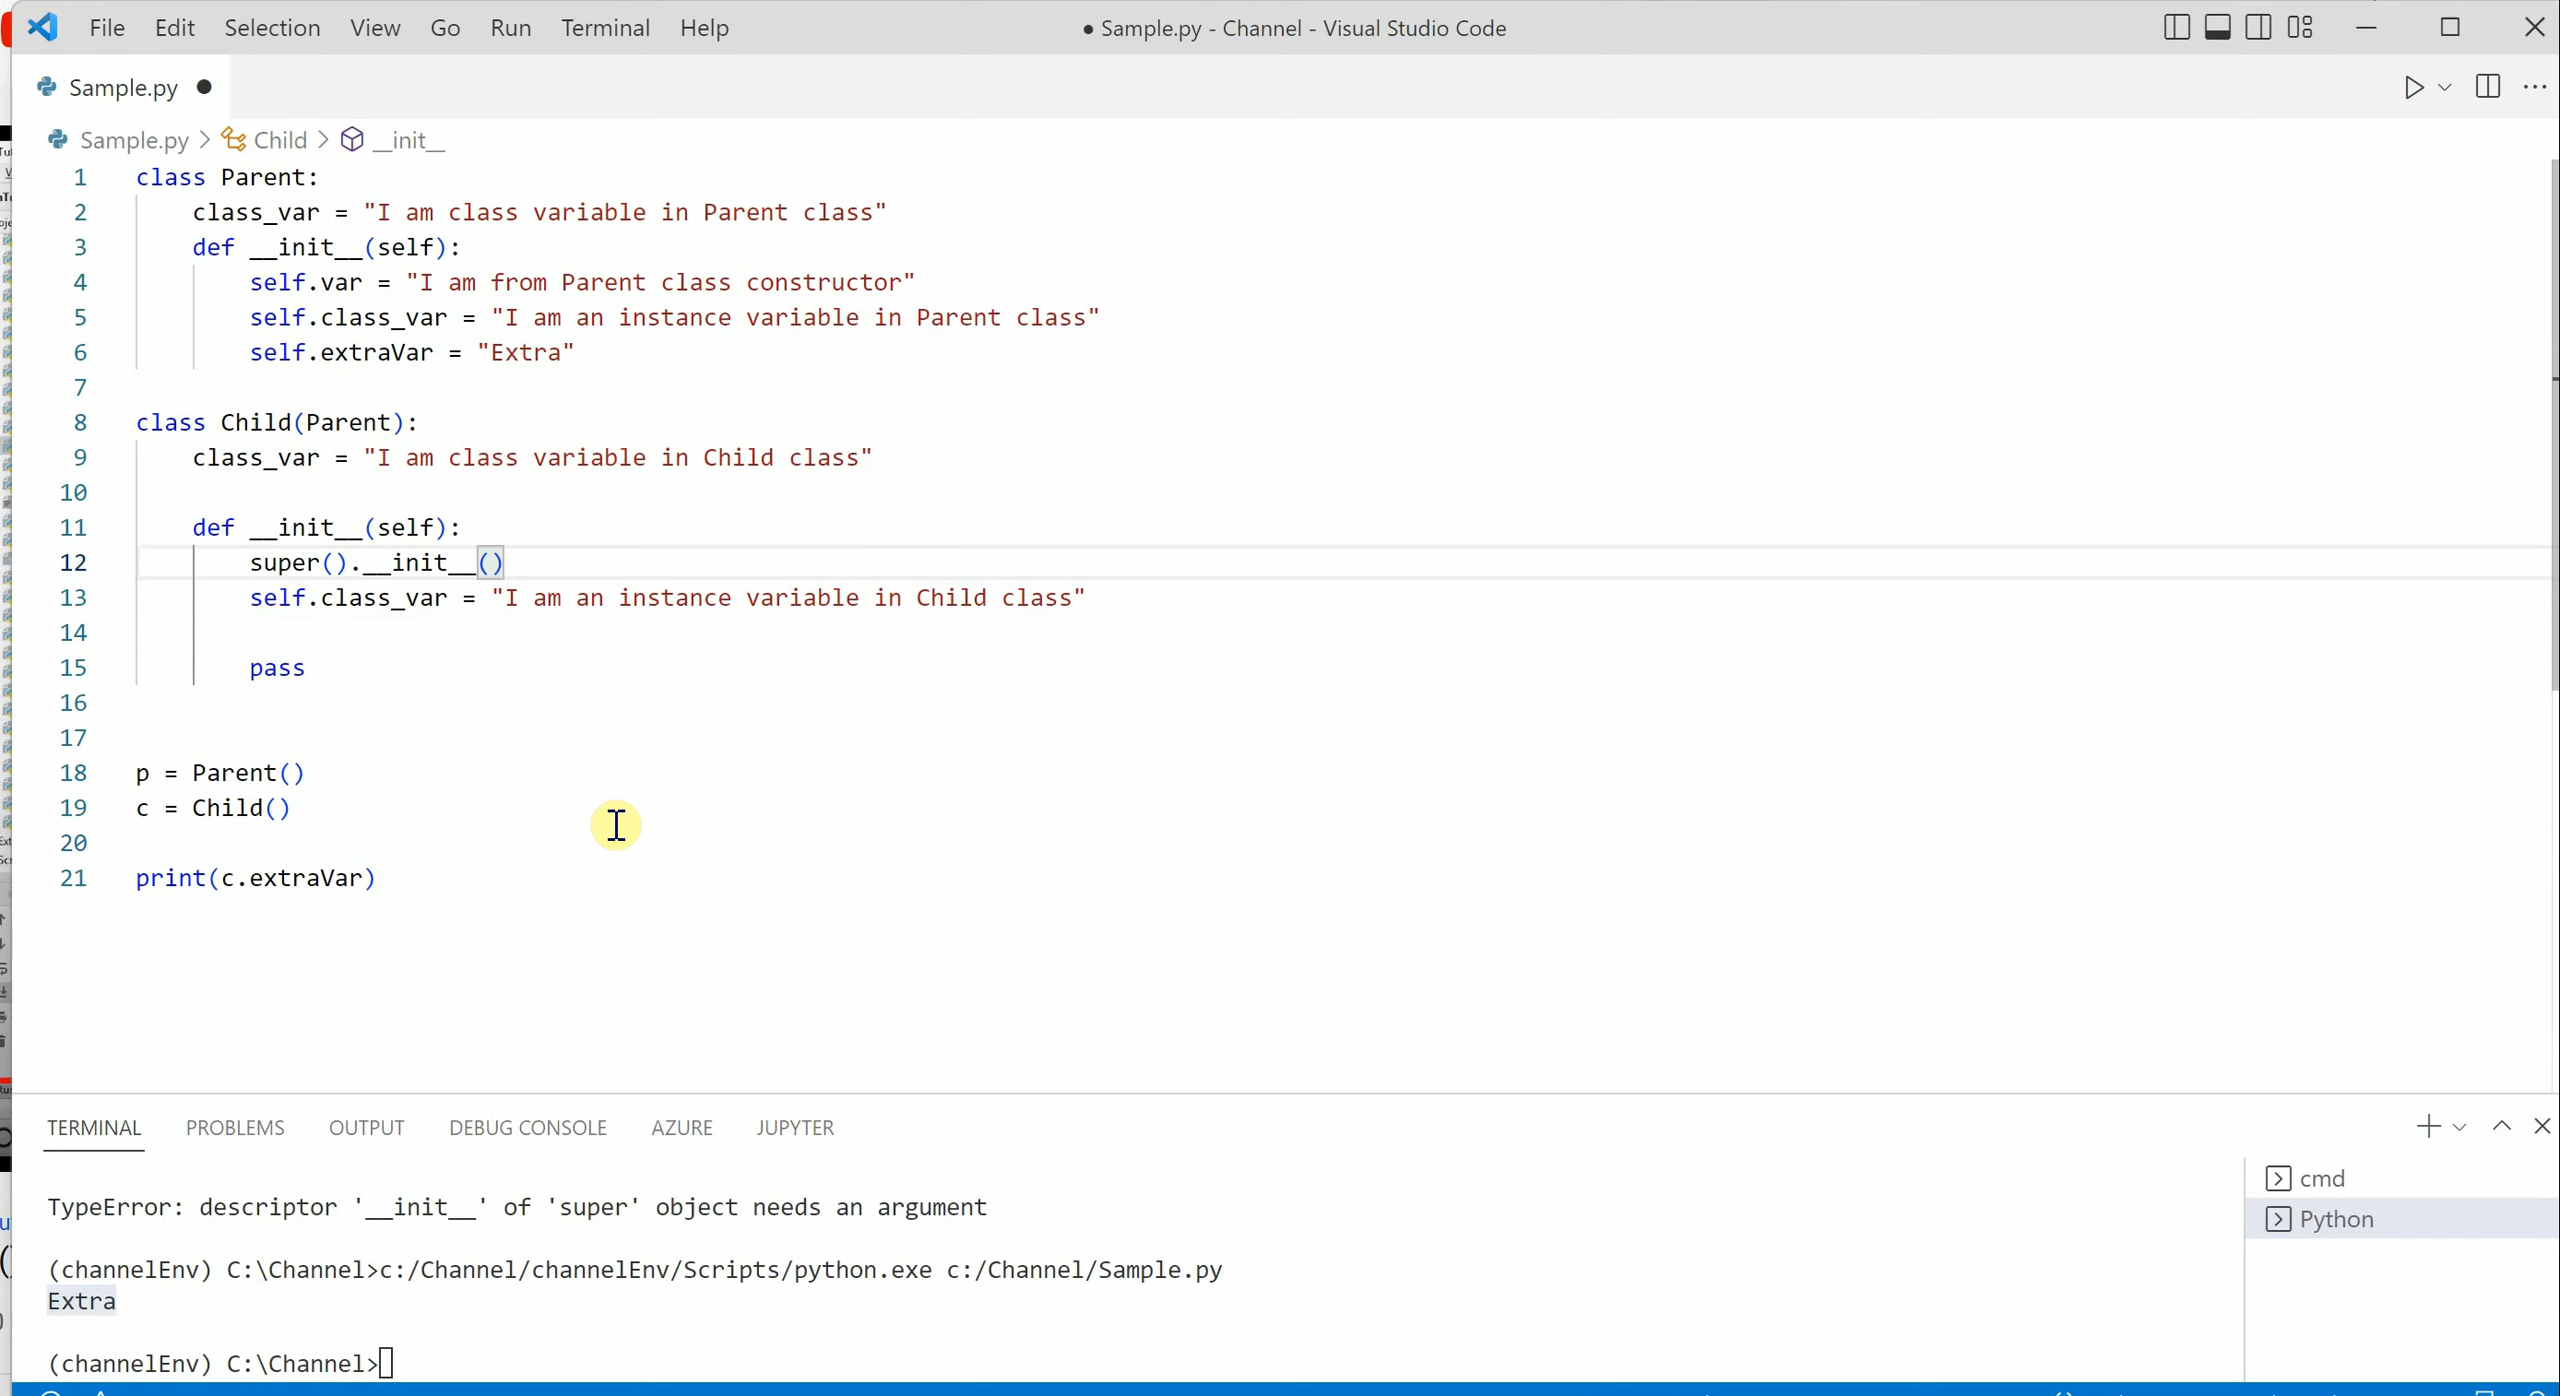 File Edit Selection View Go Run Terminal Help ● Sample.py - Channel - Visual Studio Code
Sample.py ●
Sample.py > Child > __init__
1 class Parent:
2     class_var = "I am class variable in Parent class"
3     def __init__(self):
4         self.var = "I am from Parent class constructor"
5         self.class_var = "I am an instance variable in Parent class"
6         self.extraVar = "Extra"
7
8 class Child(Parent):
9     class_var = "I am class variable in Child class"
10
11     def __init__(self):
12         super().__init__()
13         self.class_var = "I am an instance variable in Child class"
14
15         pass
16
17
18 p = Parent()
19 c = Child()
20
21 print(c.extraVar)
TERMINAL PROBLEMS OUTPUT DEBUG CONSOLE AZURE JUPYTER
TypeError: descriptor '__init__' of 'super' object needs an argument
(channelEnv) C:\Channel>c:/Channel/channelEnv/Scripts/python.exe c:/Channel/Sample.py
Extra
(channelEnv) C:\Channel>
cmd
Python